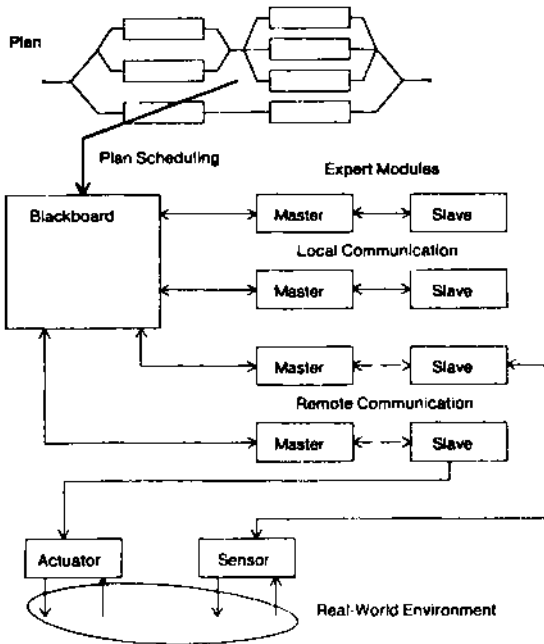 Plan
Plan Scheduling
Expert Modules
Blackboard
Master
Slave
Local Communication
Master
Slave
Master
Slave
Remote Communication
Master
Slave
Actuator
Sensor
Real-World Environment